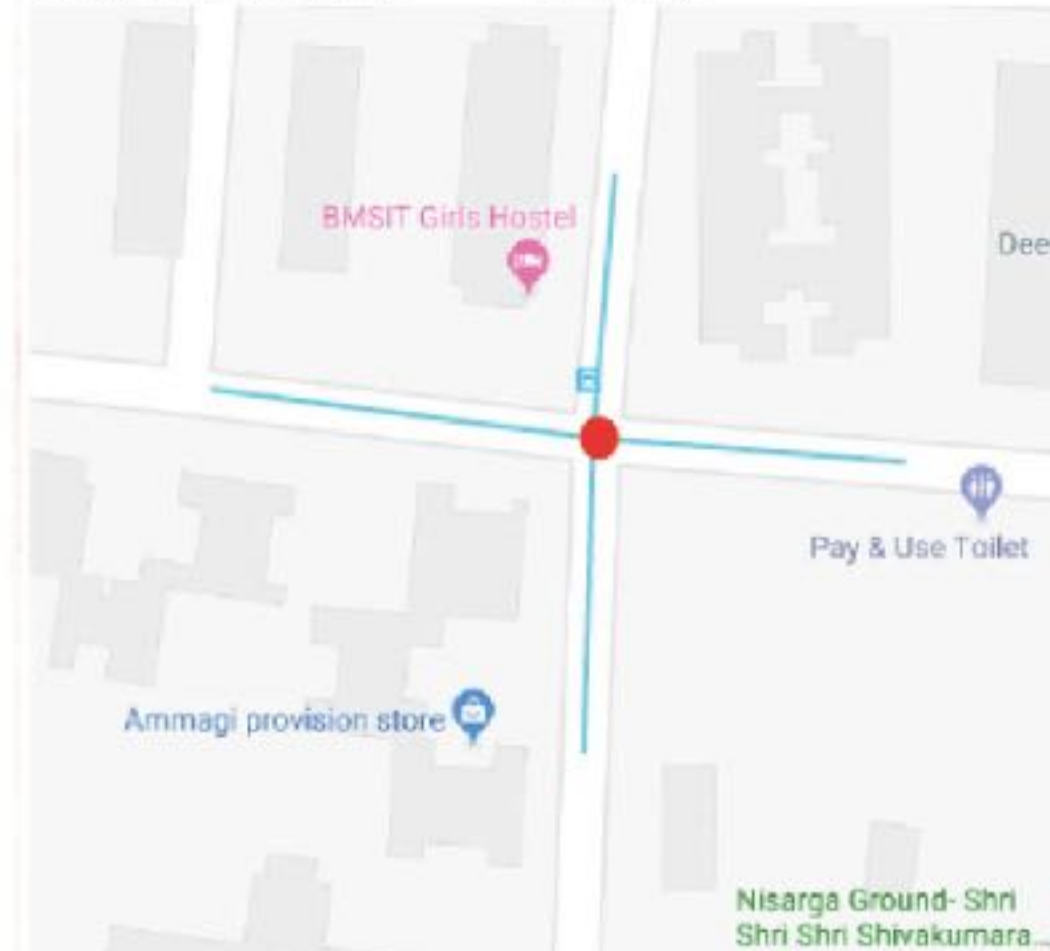 BMSIT Girls Hostel
Dee
Pay & Use Toilet
Ammagi provision store
Nisarga Ground- Shri
Shri Shri Shivakumara...